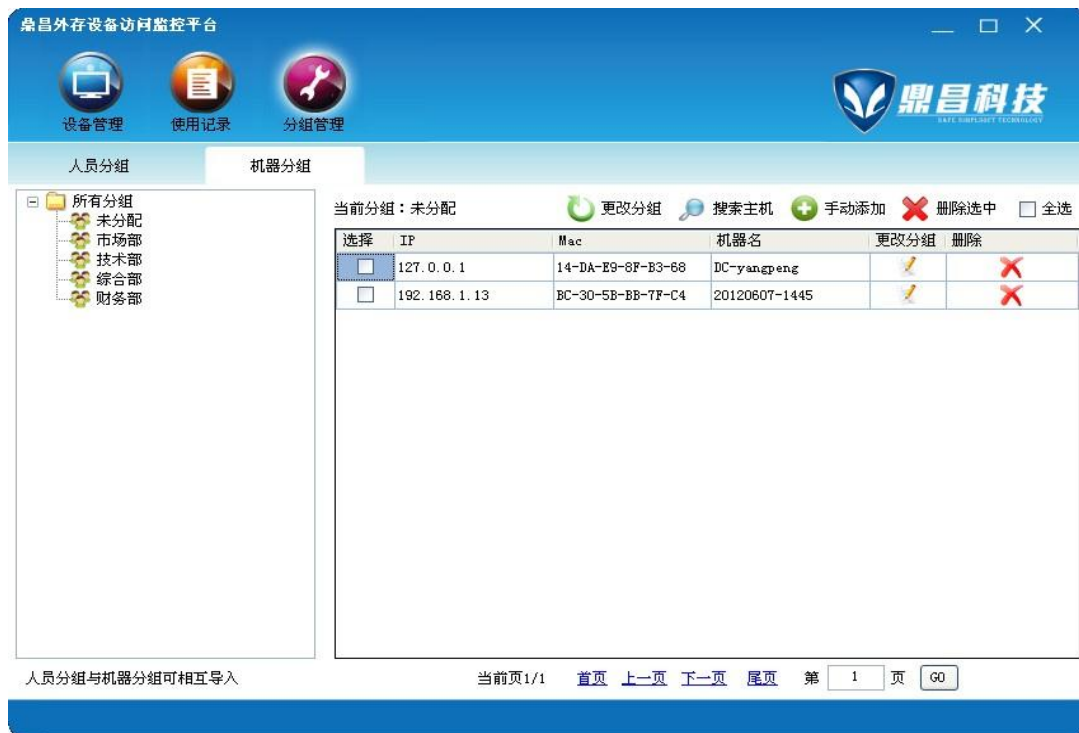 鼎昌外存设备访问监控平台
设备管理 使用记录 分组管理
鼎昌科技
人员分组 机器分组
所有分组
未分配
市场部
技术部
综合部
财务部
当前分组：未分配 更改分组 搜索主机 手动添加 删除选中 全选
选择 IP Mac 机器名 更改分组 删除
127.0.0.1 14-DA-E9-8F-B3-68 DC-yangpeng
192.168.1.13 BC-30-5B-BB-7F-C4 20120607-1445
人员分组与机器分组可相互导入 当前页1/1 首页 上一页 下一页 尾页 第 1 页 GO